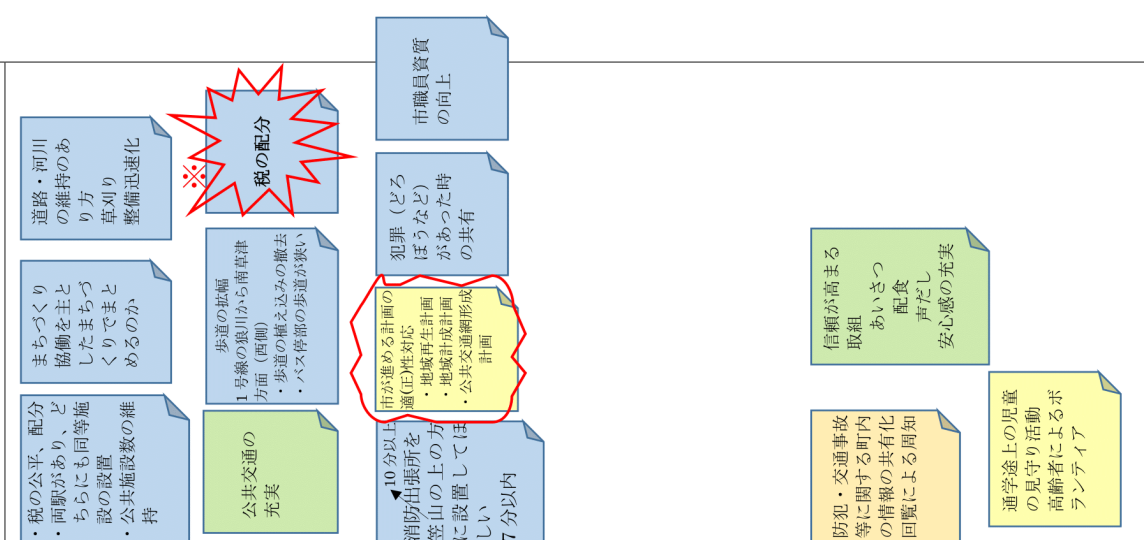 市職員資質
の向上
道路・河川
の維持のあ
り方
草刈り
整備迅速化
※
税の配分
犯罪（どろ
ぼうなど）
があった時
の共有
まちづくり
協働を主と
したまちづ
くりでまと
めるのか
歩道の拡幅
1号線の狼川から南草津
方面（西側）
・歩道の植え込みの撤去
・バス停部の歩道が狭い
市が進める計画の
適(正)性対応
・地域再生計画
・地域計成計画
・公共交通網形成
計画
信頼が高まる
取組
あいさつ
配食
声だし
安心感の充実
・税の公平、配分
・両駅があり、ど
ちらにも同等施
設の設置
・公共施設数の維
持
公共交通の
充実
10分以上
消防出張所を
笠山の上の方
に設置してほ
しい
7分以内
防犯・交通事故
等に関する町内
の情報の共有化
回覧による周知
通学途上の児童
の見守り活動
高齢者によるボ
ランティア